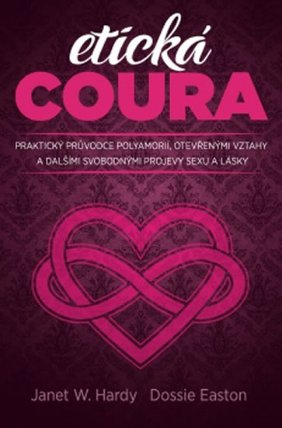 etická
COURA
PRAKTICKÝ PRŮVODCE POLYAMORIÍ, OTEVŘENÝMI VZTAHY
A DALŠÍMI SVOBODNÝMI PROJEVY SEXU A LÁSKY
Janet W. Hardy Dossie Easton